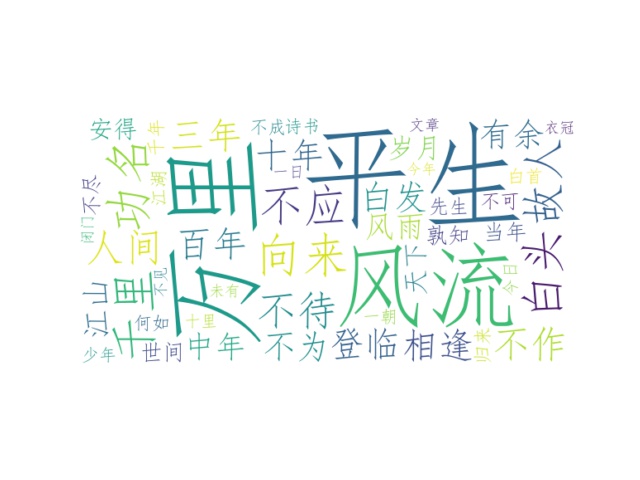 安得
千年
三年
不成诗书
文章
有余
衣冠
不尽
功名
江湖
万里
十年
一日
平生
岁月
今年
白首
故人
不应
白发
先生
不可
闭门
人间
百年
向来
风雨
孰知
当年
白头
江山
千里
不见
未有
风流
天下
今日
何如
十里
不待
一朝
少年
世间
中年
不为
登临
相逢
归来
不作